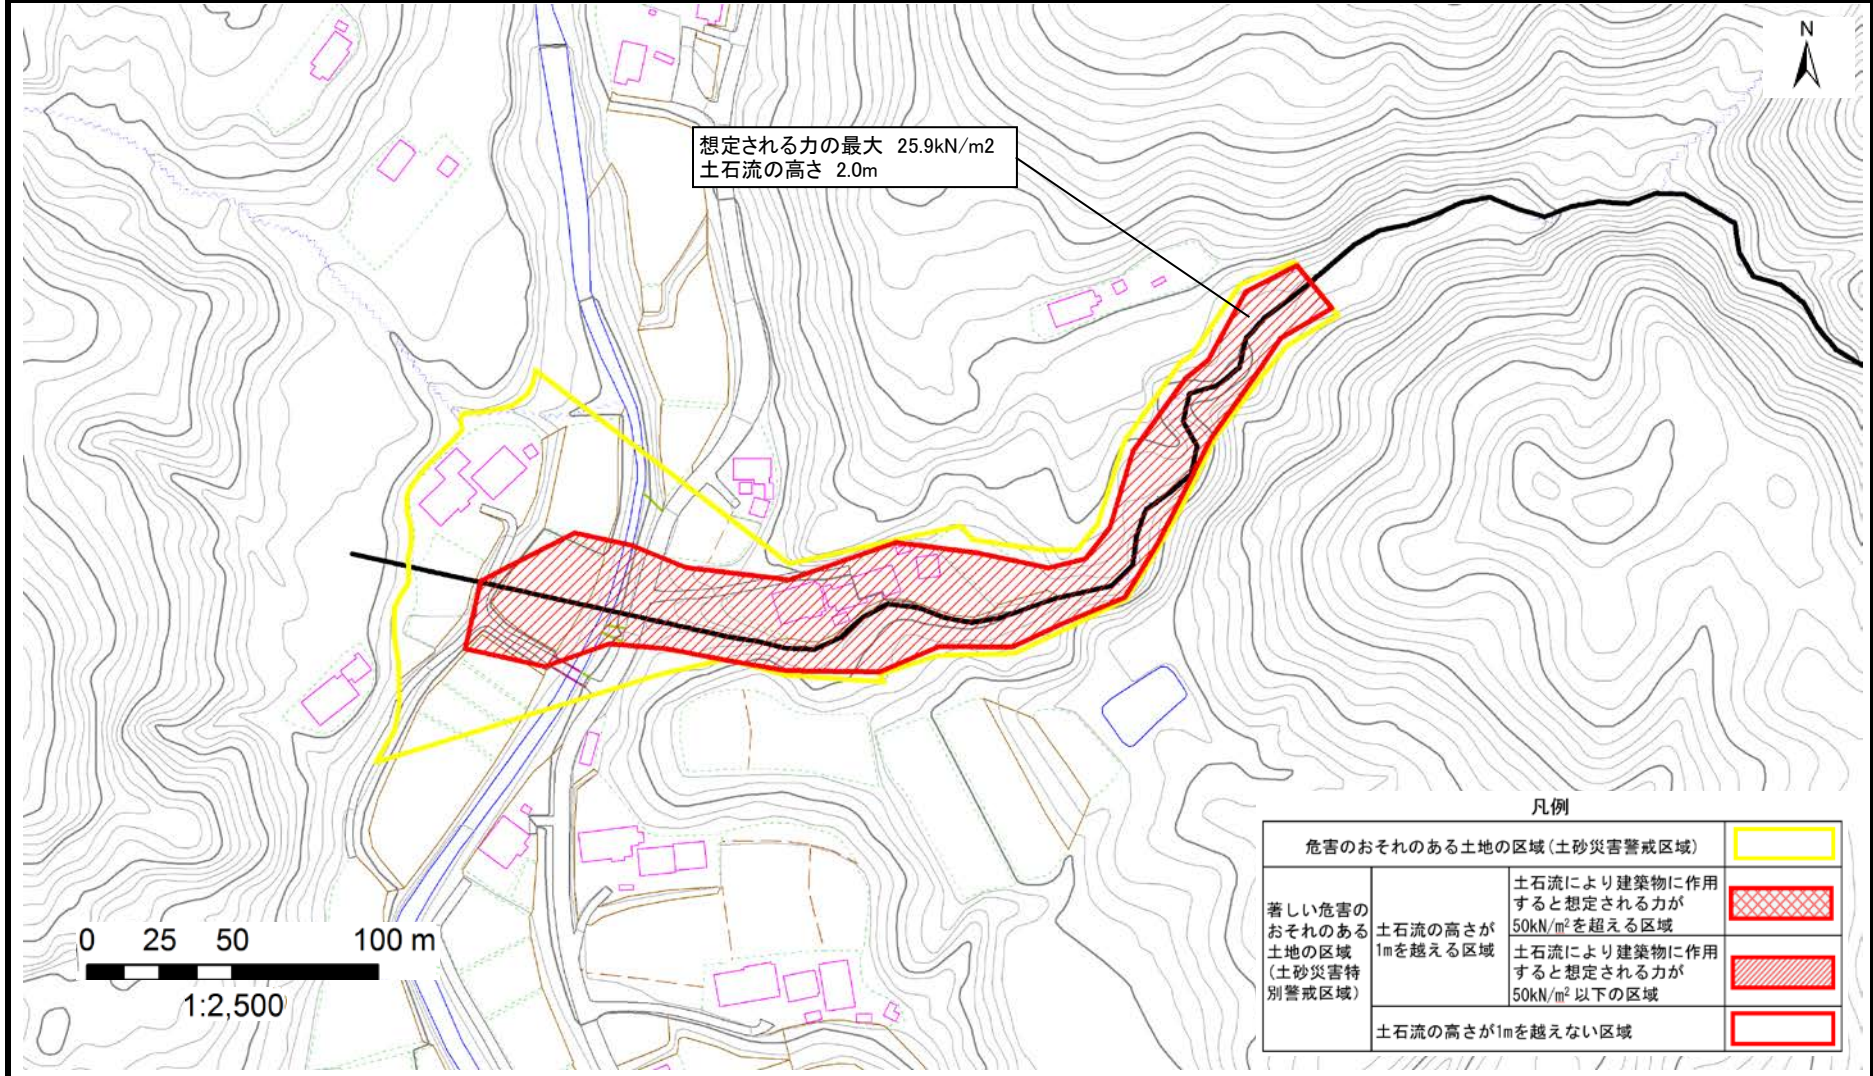 N
想定される力の最大 25.9kN/m2
土石流の高さ 2.0m
凡例
危害のおそれのある土地の区域(土砂災害警戒区域)
著しい危害の
おそれのある
土地の区域
(土砂災害特
別警戒区域)
土石流の高さが
1mを越える区域
土石流により建築物に作用
すると想定される力が
50kN/m²を超える区域
土石流により建築物に作用
すると想定される力が
50kN/m² 以下の区域
土石流の高さが1mを越えない区域
0 25 50 100 m
1:2,500